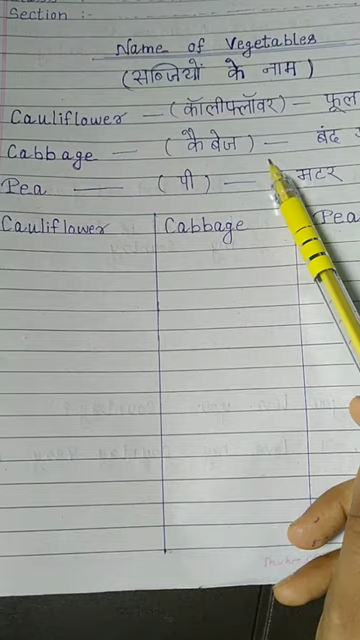 Section :
Name of Vegetables
(सब्जियों के नाम)
Cauliflower — (कॉलीफ्लॉवर) — फूल
Cabbage — (कैबेज) — बंद
Pea — (पी) — मटर
Cauliflower Cabbage Pea